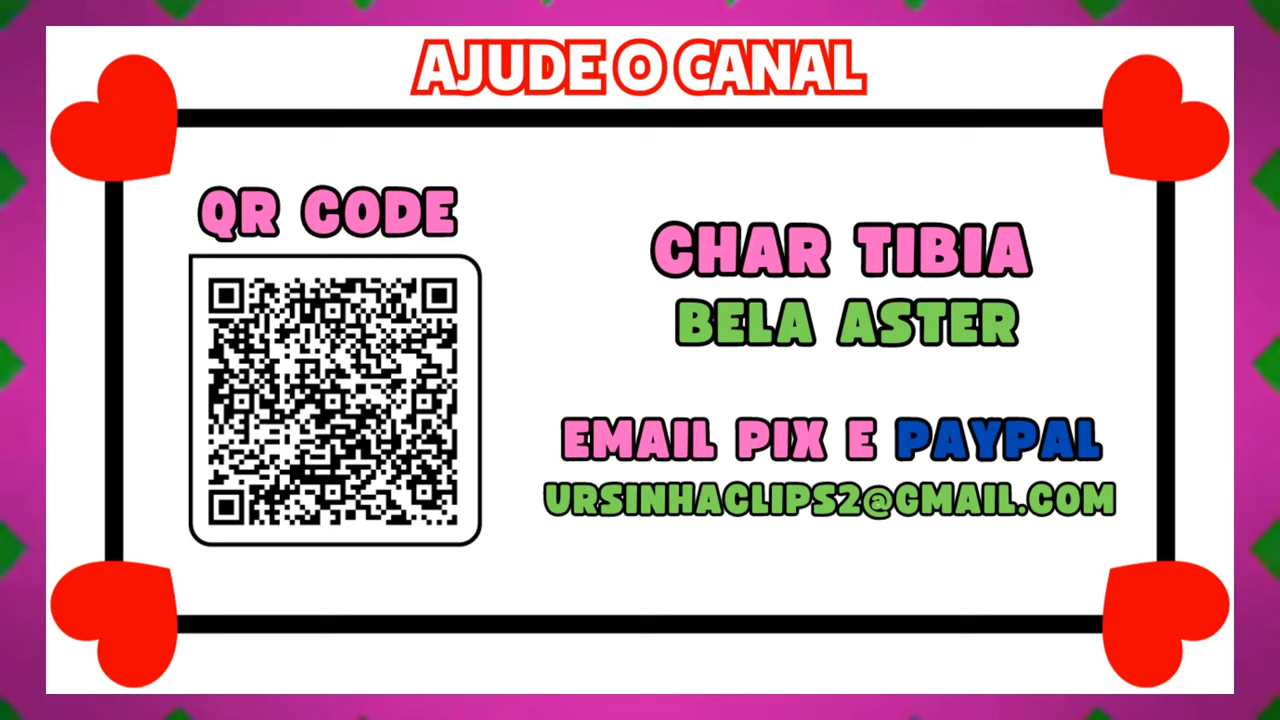 AJUDE O CANAL
QR CODE
CHAR TIBIA
BELA ASTER
EMAIL PIX E PAYPAL
URSINHACLIPS2@GMAIL.COM